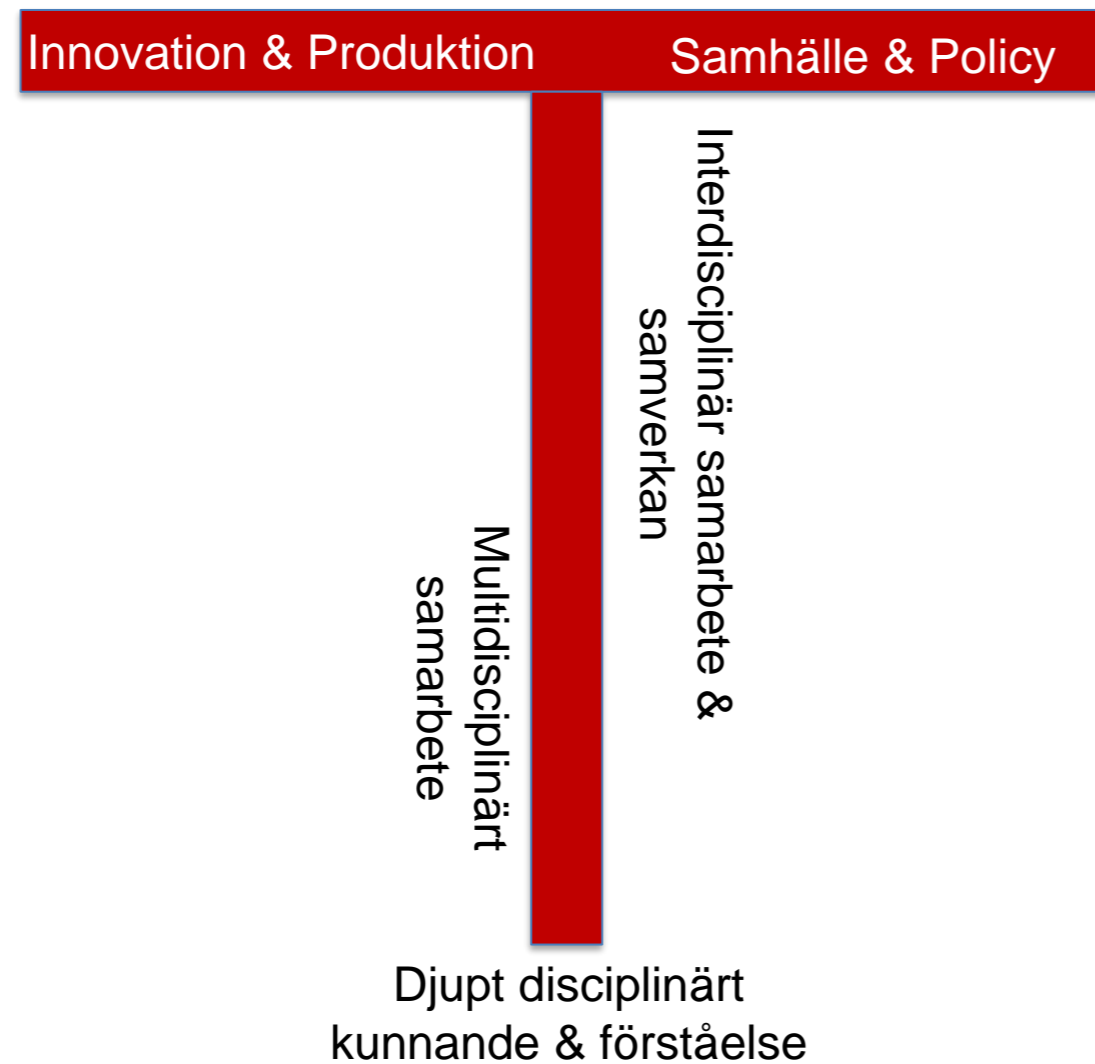 Innovation & Produktion
Samhälle & Policy
Interdisciplinär samarbete &
samverkan
Multidisciplinärt
samarbete
Djupt disciplinärt
kunnande & förståelse